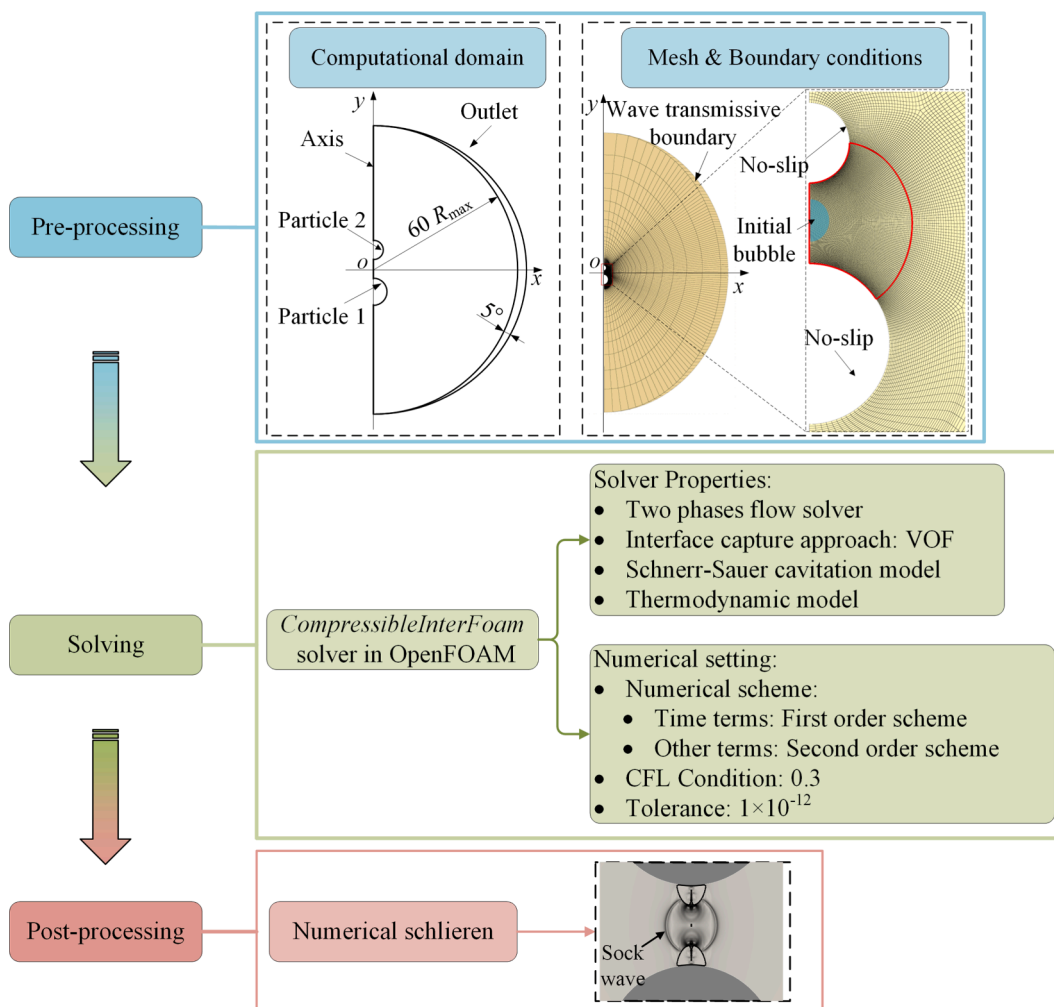 Computational domain
Mesh & Boundary conditions
y
Outlet
Axis
Particle 2
60 Rmax
o
x
Particle 1
5°
y
Wave transmissive
boundary
o
x
No-slip
Initial
bubble
No-slip
Pre-processing
Solver Properties:
• Two phases flow solver
• Interface capture approach: VOF
• Schnerr-Sauer cavitation model
• Thermodynamic model
Solving
CompressibleInterFoam
solver in OpenFOAM
Numerical setting:
• Numerical scheme:
• Time terms: First order scheme
• Other terms: Second order scheme
• CFL Condition: 0.3
• Tolerance: 1×10⁻¹²
Post-processing
Numerical schlieren
Sock
wave